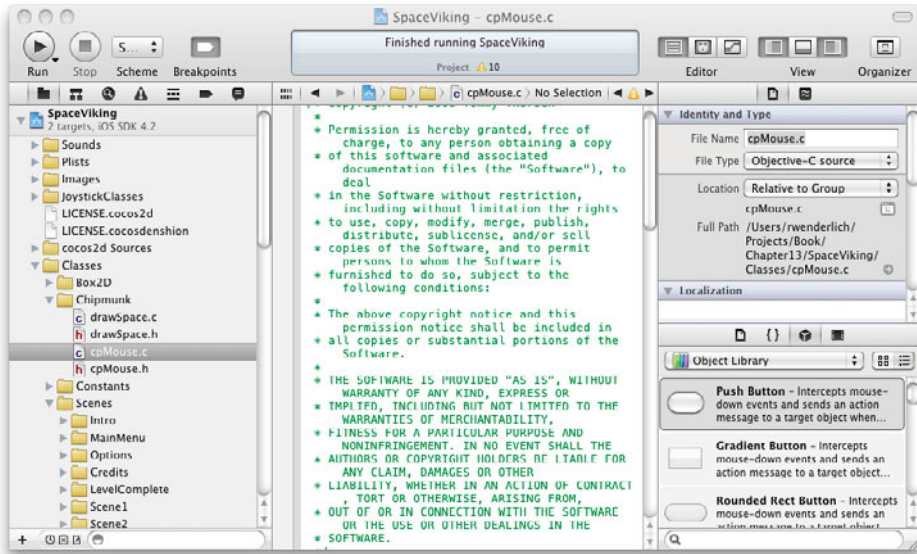 SpaceViking - cpMouse.c
Run
Stop
S...
Scheme
Breakpoints
Finished running SpaceViking
Project 10
Editor
View
Organizer
SpaceViking
2 targets, iOS SDK 4.2
Sounds
Plists
Images
JoystickClasses
LICENSE.cocos2d
LICENSE.cocosdenshion
cocos2d Sources
Classes
Box2D
Chipmunk
c drawSpace.c
h drawSpace.h
c cpMouse.c
h cpMouse.h
Constants
Scenes
Intro
MainMenu
Options
Credits
LevelComplete
Scene1
Scene2
c cpMouse.c > No Selection
*
* Permission is hereby granted, free of
charge, to any person obtaining a copy
* of this software and associated
documentation files (the "Software"), to
deal
* in the Software without restriction,
including without limitation the rights
* to use, copy, modify, merge, publish,
distribute, sublicense, and/or sell
* copies of the Software, and to permit
persons to whom the Software is
* furnished to do so, subject to the
following conditions:
*
* The above copyright notice and this
permission notice shall be included in
* all copies or substantial portions of the
Software.
*
* THE SOFTWARE IS PROVIDED "AS IS", WITHOUT
WARRANTY OF ANY KIND, EXPRESS OR
* IMPLIED, INCLUDING BUT NOT LIMITED TO THE
WARRANTIES OF MERCHANTABILITY,
* FITNESS FOR A PARTICULAR PURPOSE AND
NONINFRINGEMENT. IN NO EVENT SHALL THE
* AUTHORS OR COPYRIGHT HOLDERS BE LIABLE FOR
ANY CLAIM, DAMAGES OR OTHER
* LIABILITY, WHETHER IN AN ACTION OF CONTRACT
, TORT OR OTHERWISE, ARISING FROM,
* OUT OF OR IN CONNECTION WITH THE SOFTWARE
OR THE USE OR OTHER DEALINGS IN THE
* SOFTWARE.
Identity and Type
File Name cpMouse.c
File Type Objective-C source
Location Relative to Group
cpMouse.c
Full Path /Users/rwenderlich/
Projects/Book/
Chapter13/SpaceViking/
Classes/cpMouse.c
Localization
{}
Object Library
Push Button - Intercepts mouse-
down events and sends an action
message to a target object when...
Gradient Button - Intercepts
mouse-down events and sends an
action message to a target object...
Rounded Rect Button - Intercepts
mouse-down events and sends an
action message to a target object